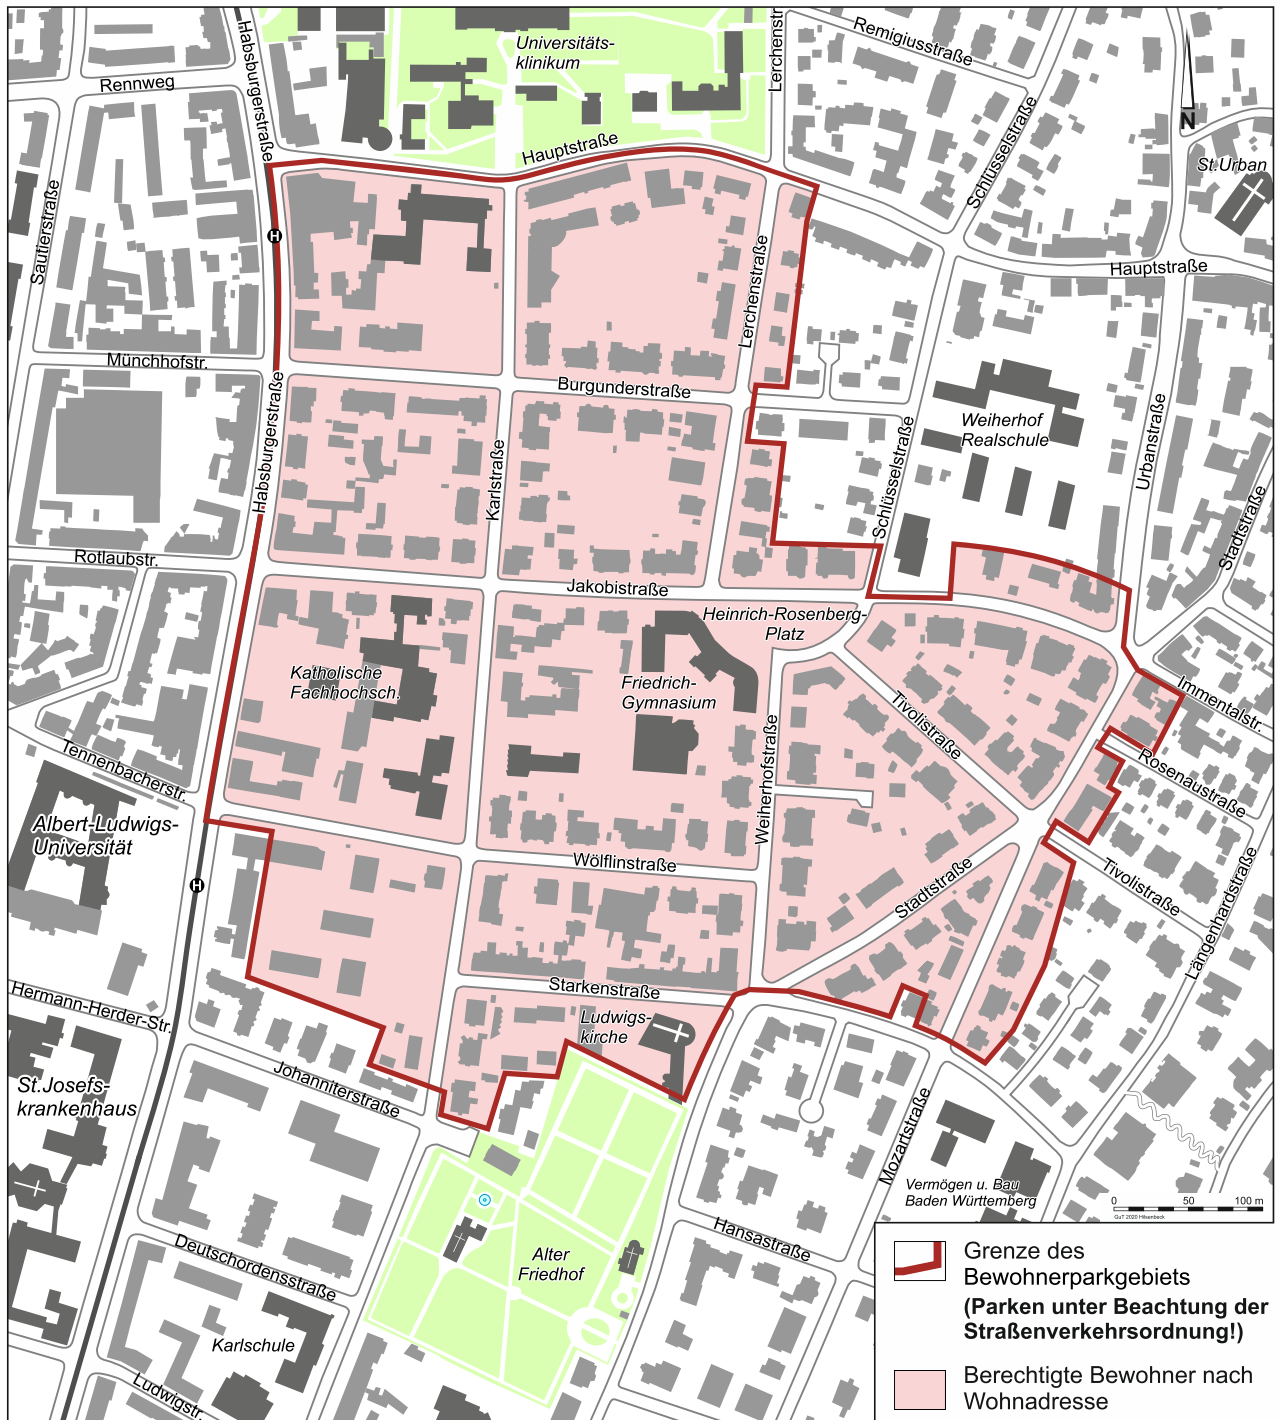 Habsburgerstraße
Universitäts-
klinikum
Lerchenstr
Remigiusstraße
Rennweg
Schlüsselstraße
N
Hauptstraße
St.Urban
Sautierstraße
H
Lerchenstraße
Hauptstraße
Münchhofstr.
Burgunderstraße
Habsburgerstraße
Karlstraße
Schlüsselstraße
Weiherhof
Realschule
Urbanstraße
Stadtstraße
Rotlaubstr.
Jakobistraße
Heinrich-Rosenberg-
Platz
Katholische
Fachhochsch.
Friedrich-
Gymnasium
Tivolistraße
Immentalstr.
Weiherhofstraße
Rosenaustraße
Tennenbacherstr.
Albert-Ludwigs-
Universität
Wölflinstraße
H
Stadtstraße
Tivolistraße
Längenhardstraße
Starkenstraße
Hermann-Herder-Str.
Ludwigs-
kirche
St.Josefs-
krankenhaus
Johanniterstraße
Mozartstraße
Vermögen u. Bau
Baden Württemberg
0 50 100 m
GuT 2020 Hilsenbeck
Hansastraße
Deutschordensstraße
Alter
Friedhof
Karlschule
Ludwigstr.
Grenze des
Bewohnerparkgebiets
(Parken unter Beachtung der
Straßenverkehrsordnung!)
Berechtigte Bewohner nach
Wohnadresse